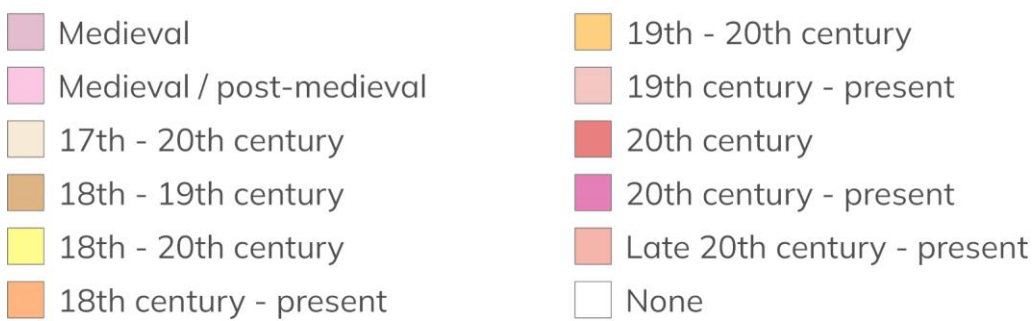 Medieval
Medieval / post-medieval
17th - 20th century
18th - 19th century
18th - 20th century
18th century - present
19th - 20th century
19th century - present
20th century
20th century - present
Late 20th century - present
None